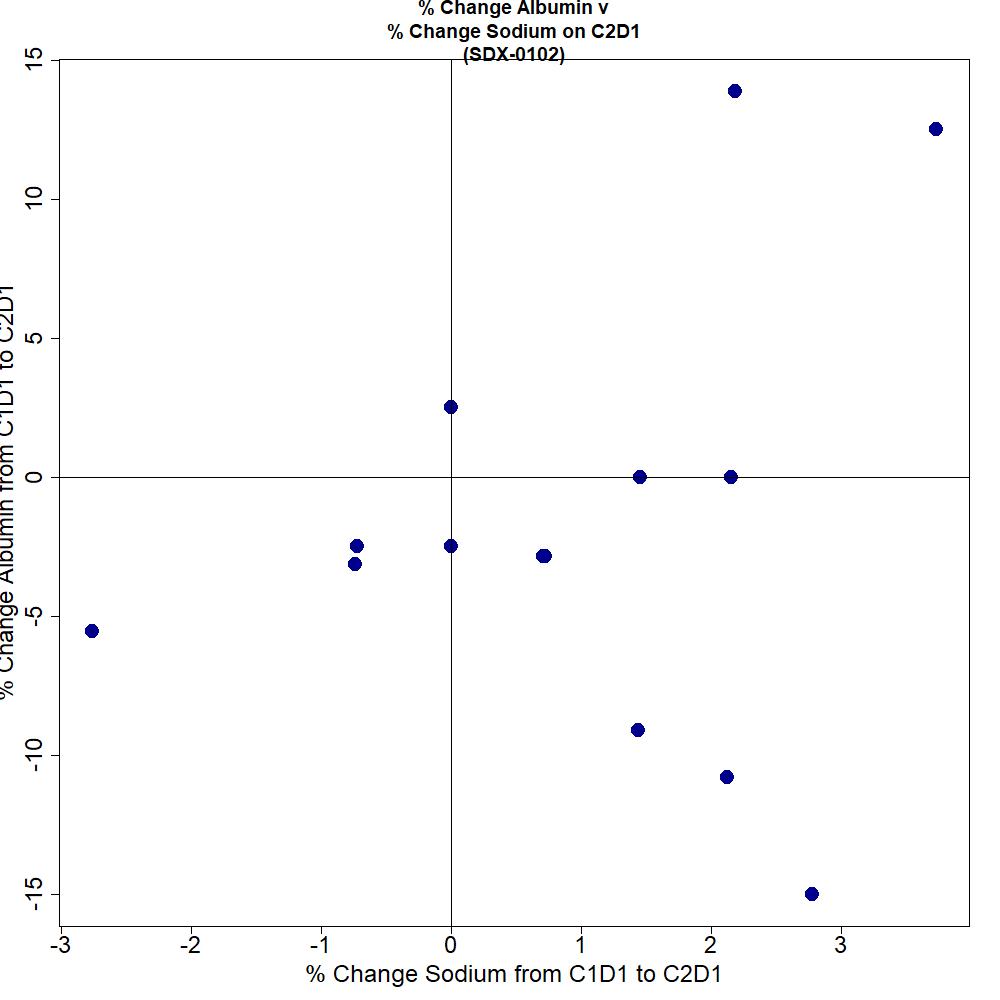 % Change Albumin v
% Change Sodium on C2D1
(SDX-0102)
% Change Albumin from C1D1 to C2D1
15
10
5
0
-5
-10
-15
-3 -2 -1 0 1 2 3
% Change Sodium from C1D1 to C2D1